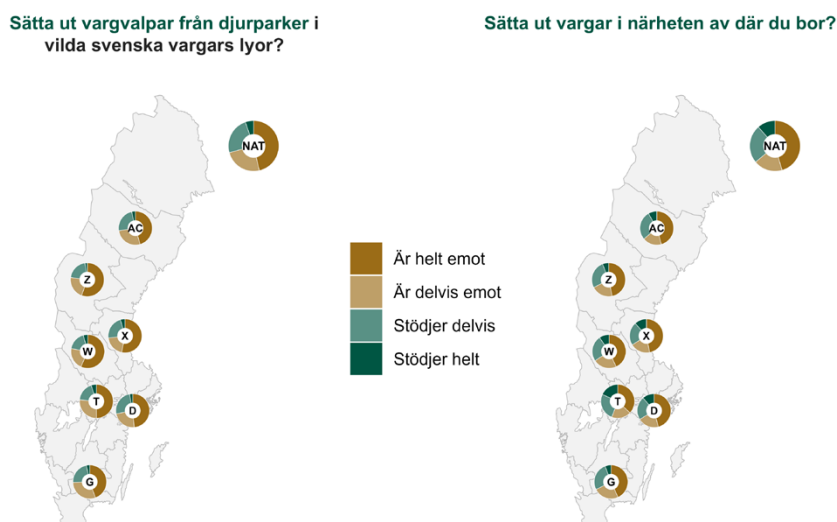 Sätta ut vargvalpar från djurparker i
vilda svenska vargars lyor?
Sätta ut vargar i närheten av där du bor?
NAT
AC
Z
X
W
T
D
G
Är helt emot
Är delvis emot
Stödjer delvis
Stödjer helt
NAT
AC
Z
X
W
T
D
G